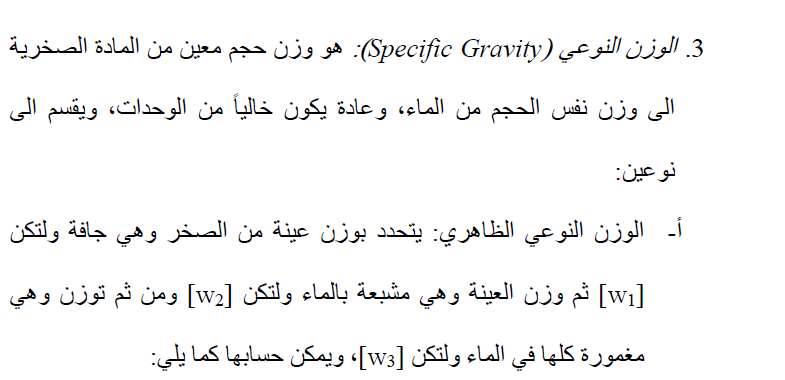 3. الوزن النوعي (Specific Gravity): هو وزن حجم معين من المادة الصخرية
الى وزن نفس الحجم من الماء، وعادة يكون خالياً من الوحدات، ويقسم الى
نوعين:
أ- الوزن النوعي الظاهري: يتحدد بوزن عينة من الصخر وهي جافة ولتكن
[w1] ثم وزن العينة وهي مشبعة بالماء ولتكن [w2] ومن ثم توزن وهي
مغمورة كلها في الماء ولتكن [w3]، ويمكن حسابها كما يلي: